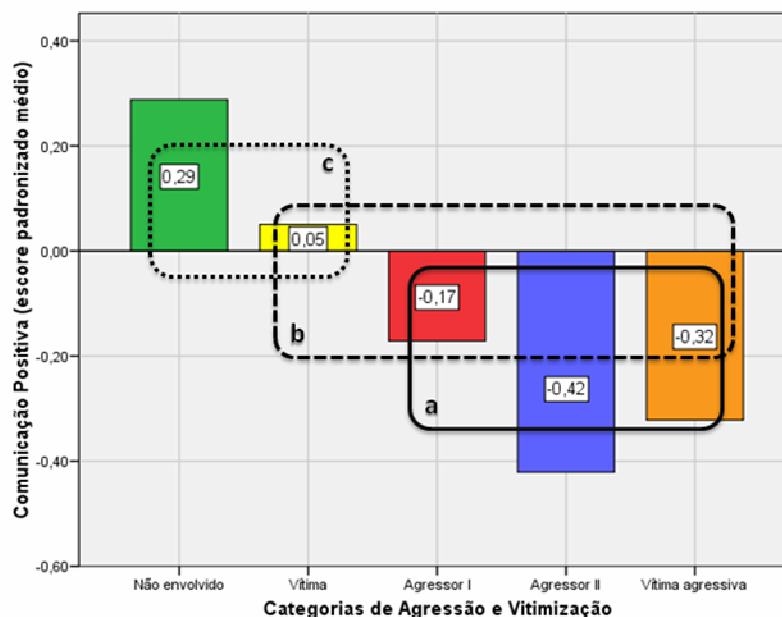 Comunicação Positiva (escore padronizado médio)
0,40
0,20
0,00
-0,20
-0,40
-0,60
c
0,29
0,05
-0,17
b
-0,32
-0,42
a
Não envolvido
Vítima
Agressor I
Agressor II
Vítima agressiva
Categorias de Agressão e Vitimização